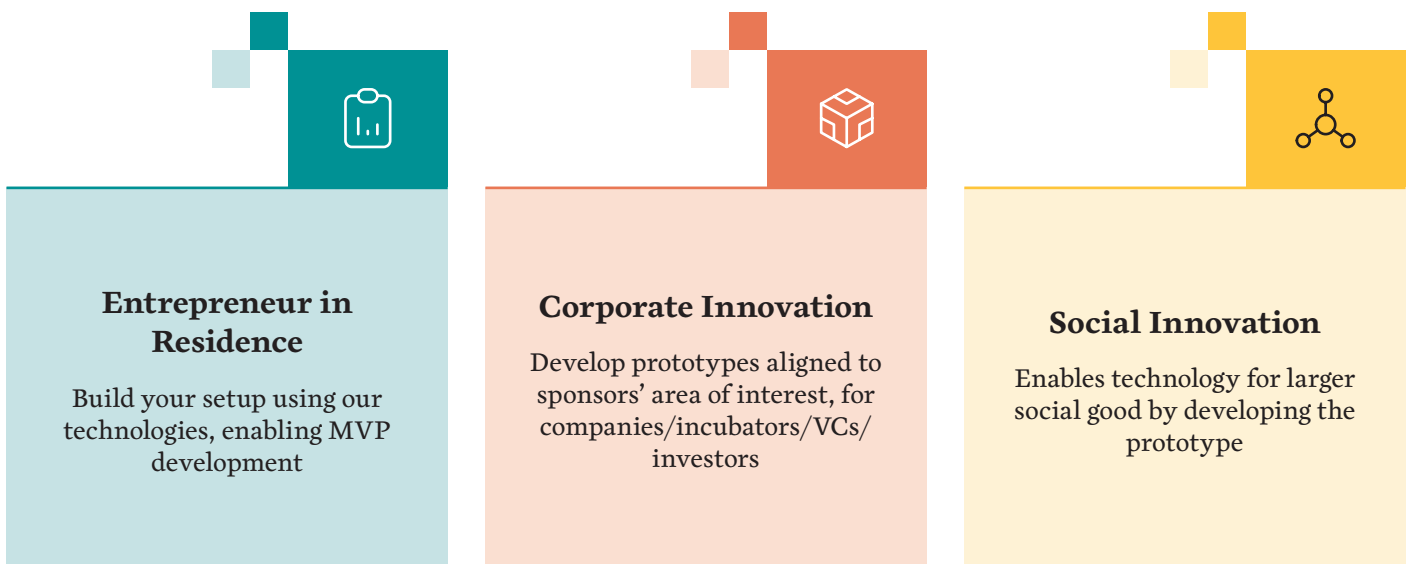 Entrepreneur in
Residence
Build your setup using our
technologies, enabling MVP
development
Corporate Innovation
Develop prototypes aligned to
sponsors’ area of interest, for
companies/incubators/VCs/
investors
Social Innovation
Enables technology for larger
social good by developing the
prototype